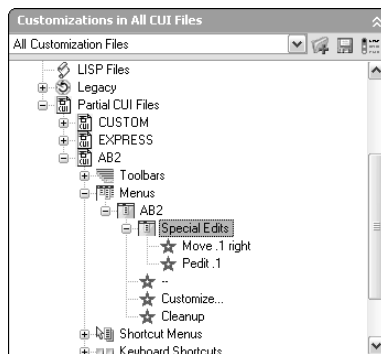 Customizations in All CUI Files
All Customization Files
LISP Files
Legacy
Partial CUI Files
CUSTOM
EXPRESS
AB2
Toolbars
Menus
AB2
Special Edits
Move .1 right
Pedit .1
--
Customize...
Cleanup
Shortcut Menus
Keyboard Shortcuts